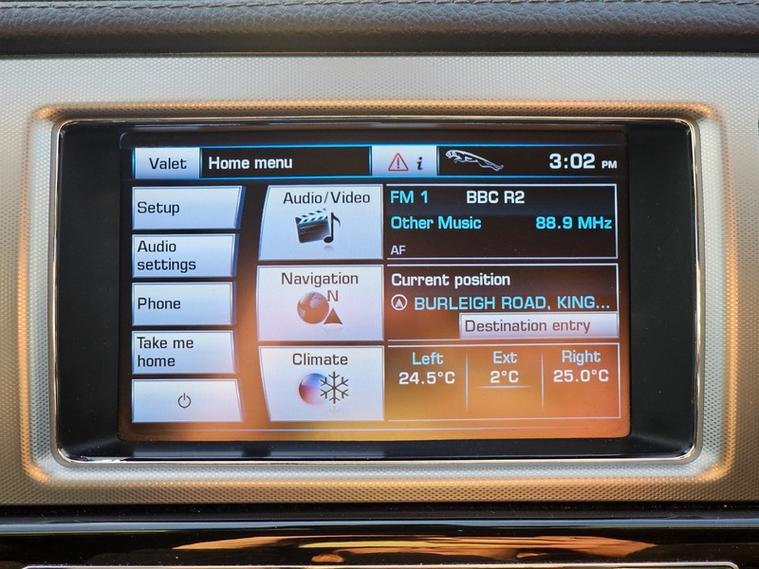 Valet Home menu i 3:02 PM
Setup
Audio settings
Phone
Take me home
Audio/Video
Navigation
N
Climate
FM 1 BBC R2
Other Music 88.9 MHz
AF
Current position
BURLEIGH ROAD, KING...
Destination entry
Left Ext Right
24.5°C 2°C 25.0°C